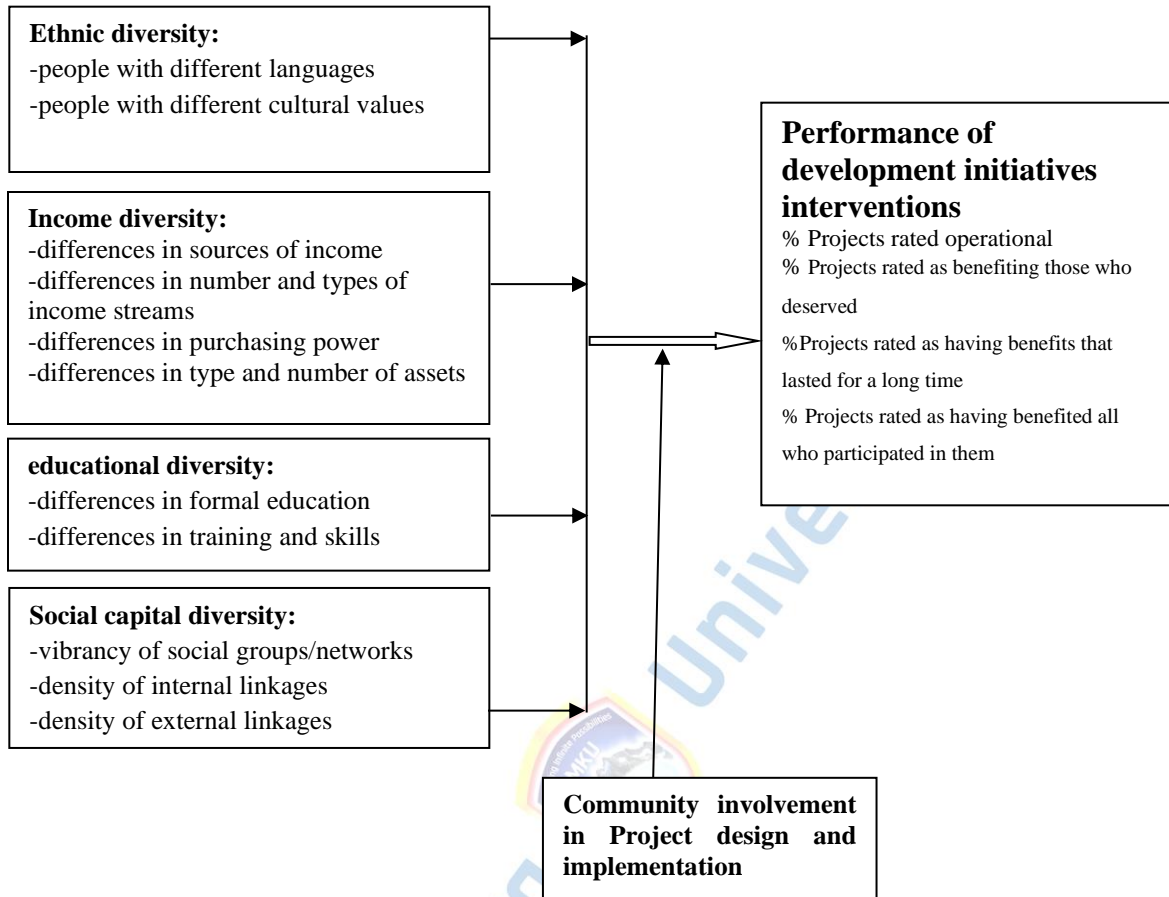 Ethnic diversity:
-people with different languages
-people with different cultural values
Income diversity:
-differences in sources of income
-differences in number and types of
income streams
-differences in purchasing power
-differences in type and number of assets
educational diversity:
-differences in formal education
-differences in training and skills
Social capital diversity:
-vibrancy of social groups/networks
-density of internal linkages
-density of external linkages
Performance of
development initiatives
interventions
% Projects rated operational
% Projects rated as benefiting those who
deserved
%Projects rated as having benefits that
lasted for a long time
% Projects rated as having benefited all
who participated in them
Community involvement
in Project design and
implementation
Unive
MKU